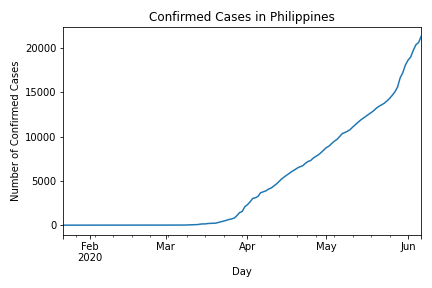 Confirmed Cases in Philippines
Number of Confirmed Cases
20000
15000
10000
5000
0
Feb
2020
Mar
Apr
May
Jun
Day